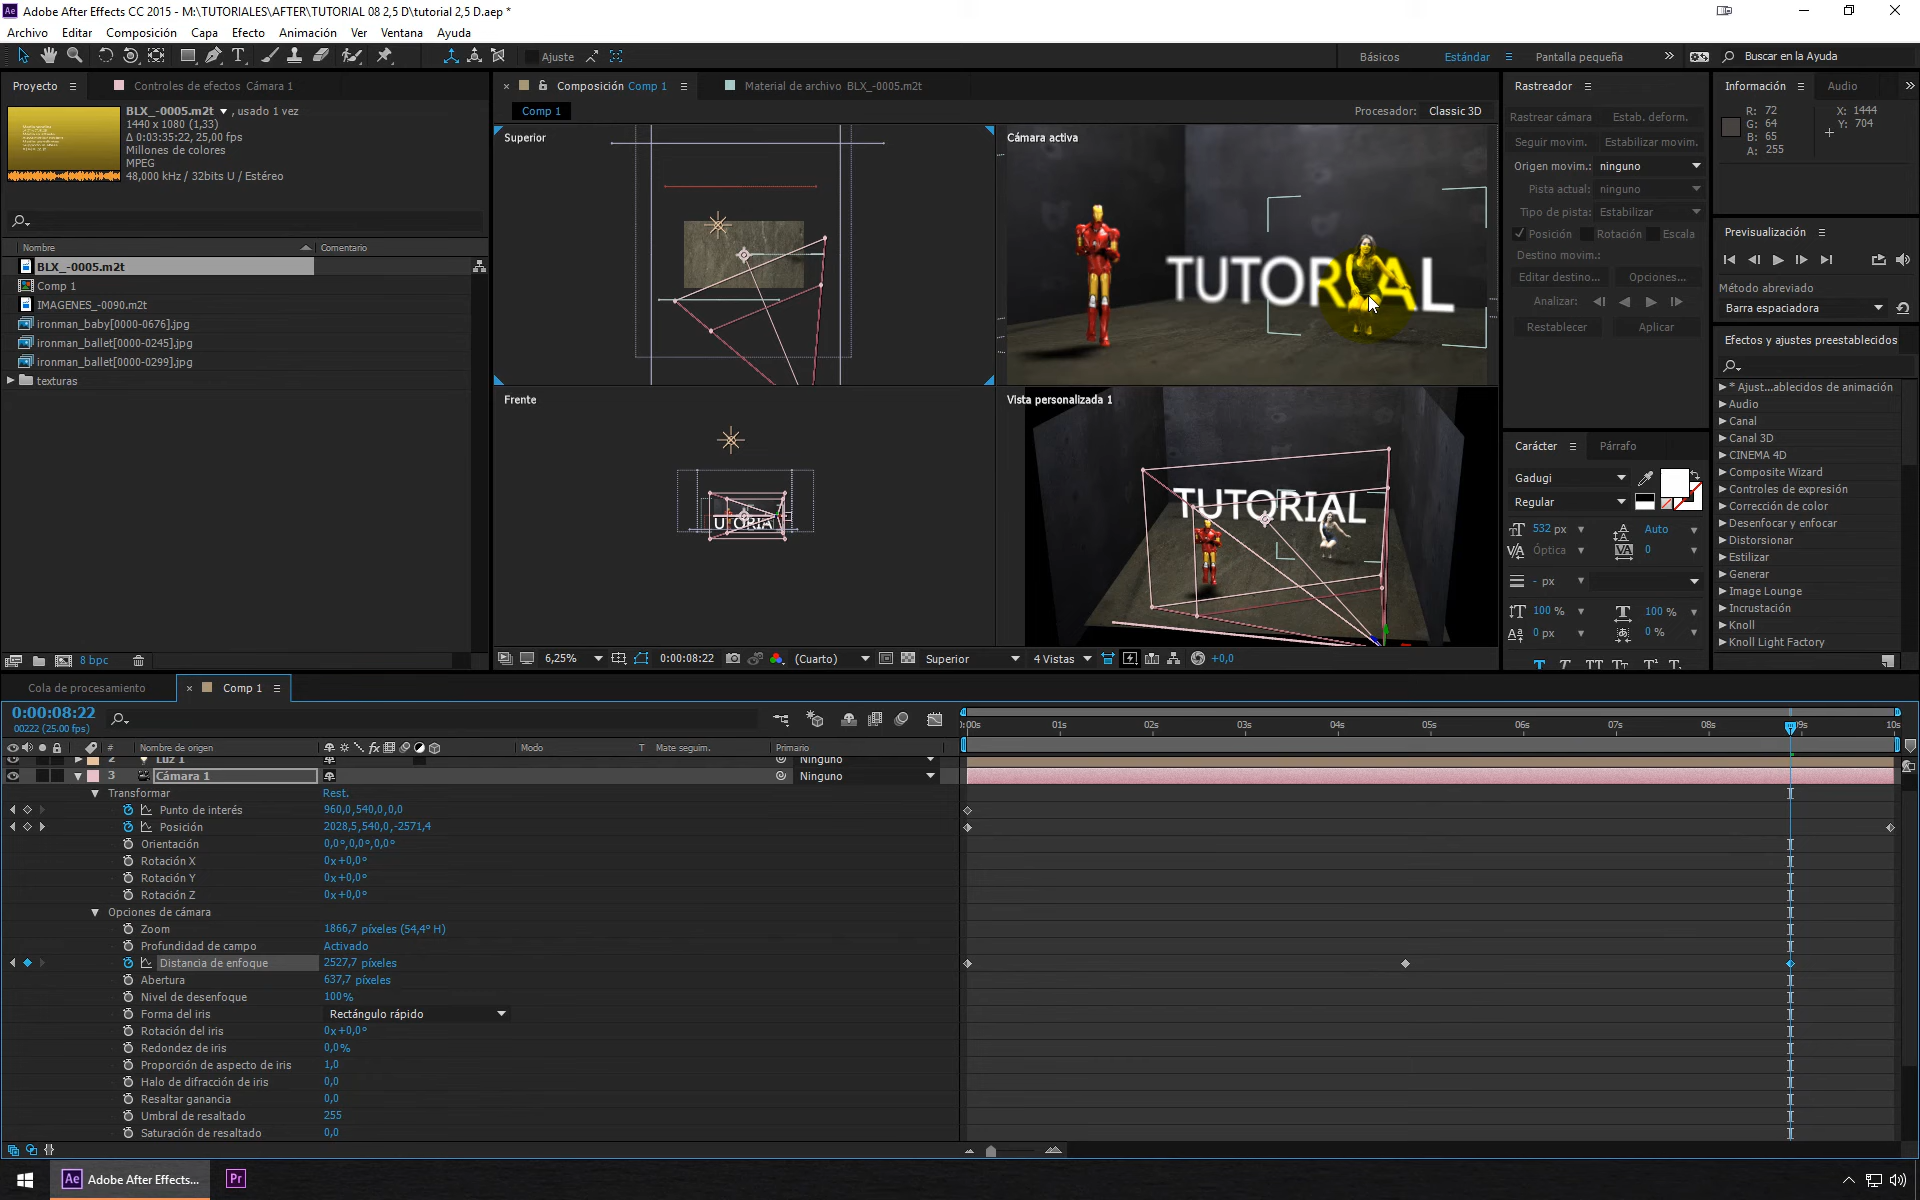 Adobe After Effects CC 2015 - M:\TUTORIALES\AFTER\TUTORIAL 08 2,5 D\tutorial 2,5 D.aep *
Archivo Editar Composición Capa Efecto Animación Ver Ventana Ayuda
Ajuste
Básicos Estándar Pantalla pequeña
Buscar en la Ayuda
Proyecto
Controles de efectos Cámara 1
BLX_-0005.m2t , usado 1 vez
1440 x 1080 (1,33)
Δ 0:03:35:22, 25,00 fps
Millones de colores
MPEG
48,000 kHz / 32bits U / Estéreo
Nombre Comentario
BLX_-0005.m2t
Comp 1
IMAGENES_-0090.m2t
ironman_baby[0000-0676].jpg
ironman_ballet[0000-0245].jpg
ironman_ballet[0000-0299].jpg
texturas
8 bpc
Composición Comp 1
Material de archivo BLX_-0005.m2t
Comp 1
Procesador: Classic 3D
Superior
Cámara activa
TUTORIAL
Frente
UTORIA
Vista personalizada 1
TUTORIAL
6,25% 0:00:08:22 (Cuarto) Superior 4 Vistas +0,0
Rastreador
Rastrear cámara Estab. deform.
Seguir movim. Estabilizar movim.
Origen movim.: ninguno
Pista actual: ninguno
Tipo de pista: Estabilizar
Posición Rotación Escala
Destino movim.:
Editar destino... Opciones...
Analizar:
Restablecer Aplicar
Carácter Párrafo
Gadugi
Regular
532 px Auto
Óptica 0
- px
100 % 100 %
0 px 0 %
Información Audio
R: 72
G: 64
B: 65
A: 255
X: 1444
Y: 704
Previsualización
Método abreviado
Barra espaciadora
Efectos y ajustes preestablecidos
* Ajust...ablecidos de animación
Audio
Canal
Canal 3D
CINEMA 4D
Composite Wizard
Controles de expresión
Corrección de color
Desenfocar y enfocar
Distorsionar
Estilizar
Generar
Image Lounge
Incrustación
Knoll
Knoll Light Factory
Cola de procesamiento
Comp 1
0:00:08:22
00222 (25.00 fps)
# Nombre de origen Modo T Mate seguim. Primario
:00s 01s 02s 03s 04s 05s 06s 07s 08s 09s 10s
2 Luz 1 Ninguno
3 Cámara 1 Ninguno
Transformar Rest.
Punto de interés 960,0,540,0,0,0
Posición 2028,5,540,0,-2571,4
Orientación 0,0°,0,0°,0,0°
Rotación X 0x+0,0°
Rotación Y 0x+0,0°
Rotación Z 0x+0,0°
Opciones de cámara
Zoom 1866,7 píxeles (54,4° H)
Profundidad de campo Activado
Distancia de enfoque 2527,7 píxeles
Abertura 637,7 píxeles
Nivel de desenfoque 100%
Forma del iris Rectángulo rápido
Rotación del iris 0x+0,0°
Redondez de iris 0,0%
Proporción de aspecto de iris 1,0
Halo de difracción de iris 0,0
Resaltar ganancia 0,0
Umbral de resaltado 255
Saturación de resaltado 0,0
Adobe After Effects...